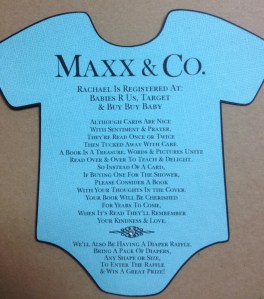 MAXX & CO.
RACHAEL IS REGISTERED AT:
BABIES R US, TARGET
& BUY BUY BABY
ALTHOUGH CARDS ARE NICE
WITH SENTIMENT & PRAYER,
THEY'RE READ ONCE OR TWICE
THEN TUCKED AWAY WITH CARE.
A BOOK IS A TREASURE, WORDS & PICTURES UNITE
READ OVER & OVER TO TEACH & DELIGHT.
SO INSTEAD OF A CARD,
IF BUYING ONE FOR THE SHOWER,
PLEASE CONSIDER A BOOK
WITH YOUR THOUGHTS IN THE COVER.
YOUR BOOK WILL BE CHERISHED
FOR YEARS TO COME,
WHEN IT'S READ THEY'LL REMEMBER
YOUR KINDNESS & LOVE.
WE'LL ALSO BE HAVING A DIAPER RAFFLE.
BRING A PACK OF DIAPERS,
ANY SHAPE OR SIZE,
TO ENTER THE RAFFLE
& WIN A GREAT PRIZE!